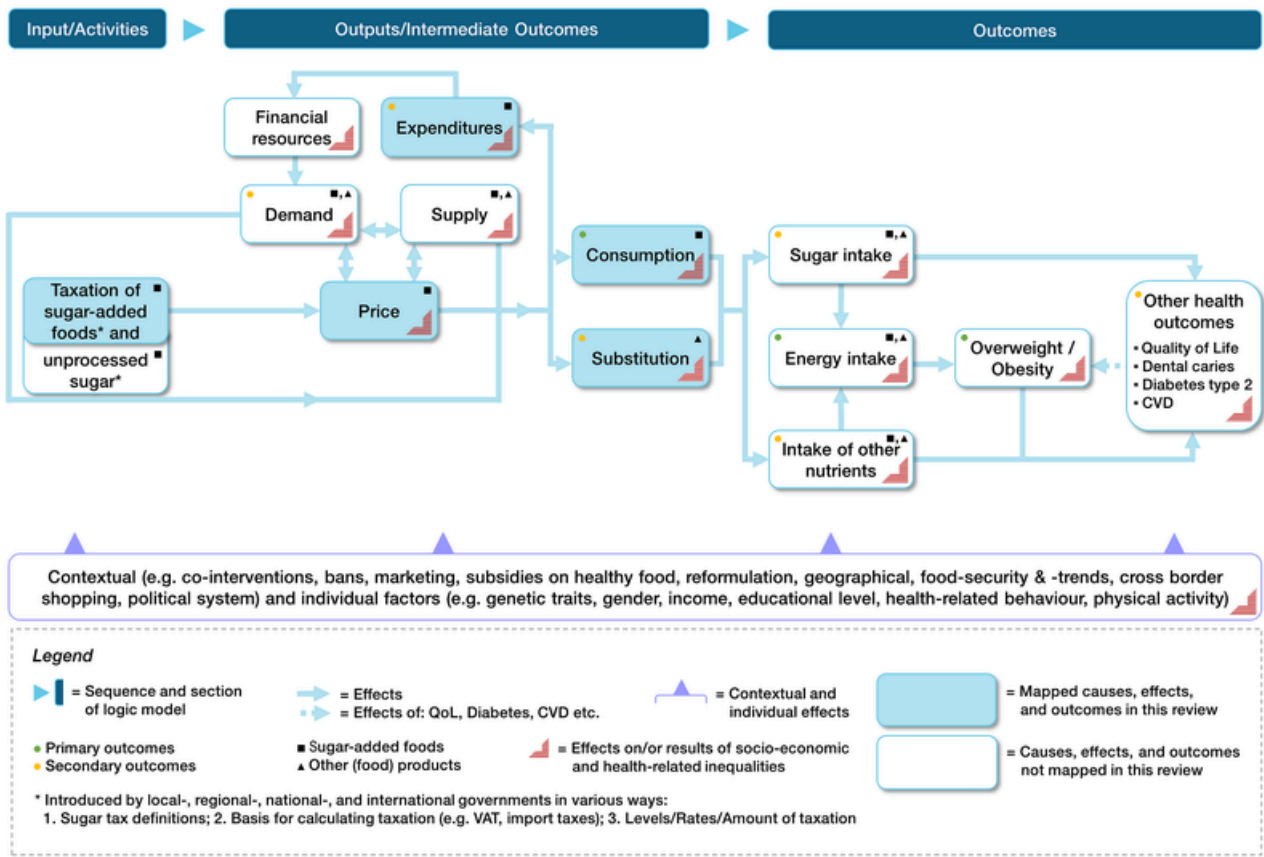 Input/Activities
Outputs/Intermediate Outcomes
Outcomes
Financial
resources
Expenditures
Demand
Supply
Taxation of
sugar-added
foods* and
unprocessed
sugar*
Price
Consumption
Substitution
Sugar intake
Energy intake
Intake of other
nutrients
Overweight /
Obesity
Other health
outcomes
▪ Quality of Life
▪ Dental caries
▪ Diabetes type 2
▪ CVD
Contextual (e.g. co-interventions, bans, marketing, subsidies on healthy food, reformulation, geographical, food-security & -trends, cross border
shopping, political system) and individual factors (e.g. genetic traits, gender, income, educational level, health-related behaviour, physical activity)
Legend
= Sequence and section
of logic model
= Effects
= Effects of: QoL, Diabetes, CVD etc.
= Contextual and
individual effects
= Mapped causes, effects,
and outcomes in this review
Primary outcomes
Secondary outcomes
Sugar-added foods
Other (food) products
= Effects on/or results of socio-economic
and health-related inequalities
= Causes, effects, and outcomes
not mapped in this review
* Introduced by local-, regional-, national-, and international governments in various ways:
1. Sugar tax definitions; 2. Basis for calculating taxation (e.g. VAT, import taxes); 3. Levels/Rates/Amount of taxation